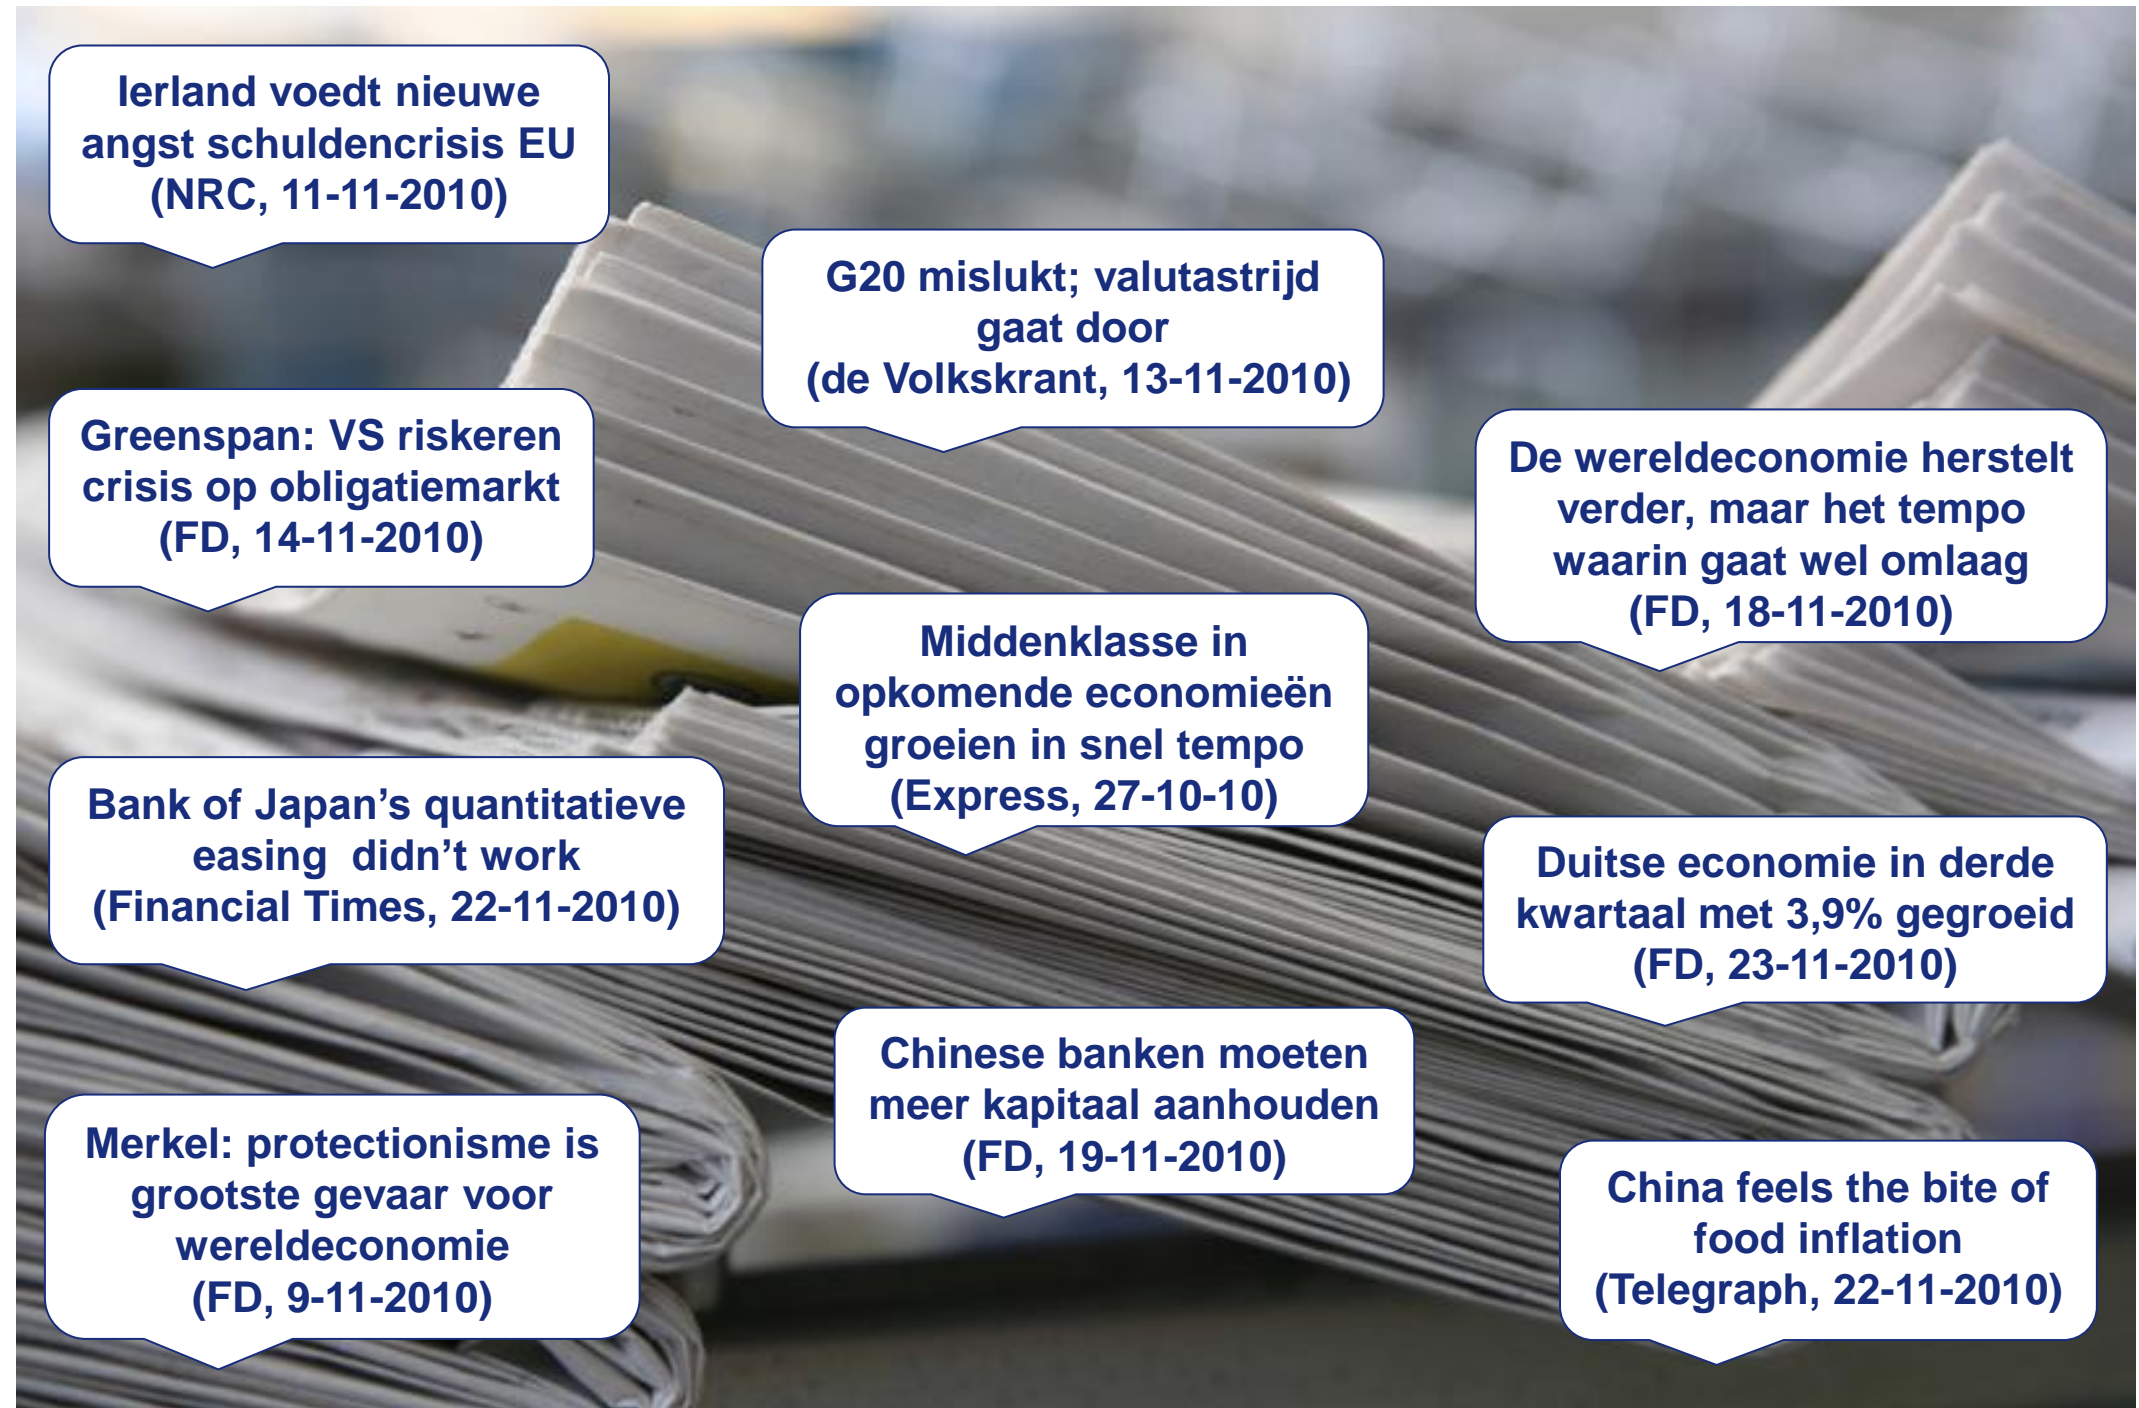 Ierland voedt nieuwe
angst schuldencrisis EU
(NRC, 11-11-2010)
G20 mislukt; valutastrijd
gaat door
(de Volkskrant, 13-11-2010)
Greenspan: VS riskeren
crisis op obligatiemarkt
(FD, 14-11-2010)
De wereldeconomie herstelt
verder, maar het tempo
waarin gaat wel omlaag
(FD, 18-11-2010)
Middenklasse in
opkomende economieën
groeien in snel tempo
(Express, 27-10-10)
Bank of Japan’s quantitatieve
easing  didn’t work
(Financial Times, 22-11-2010)
Duitse economie in derde
kwartaal met 3,9% gegroeid
(FD, 23-11-2010)
Chinese banken moeten
meer kapitaal aanhouden
(FD, 19-11-2010)
Merkel: protectionisme is
grootste gevaar voor
wereldeconomie
(FD, 9-11-2010)
China feels the bite of
food inflation
(Telegraph, 22-11-2010)